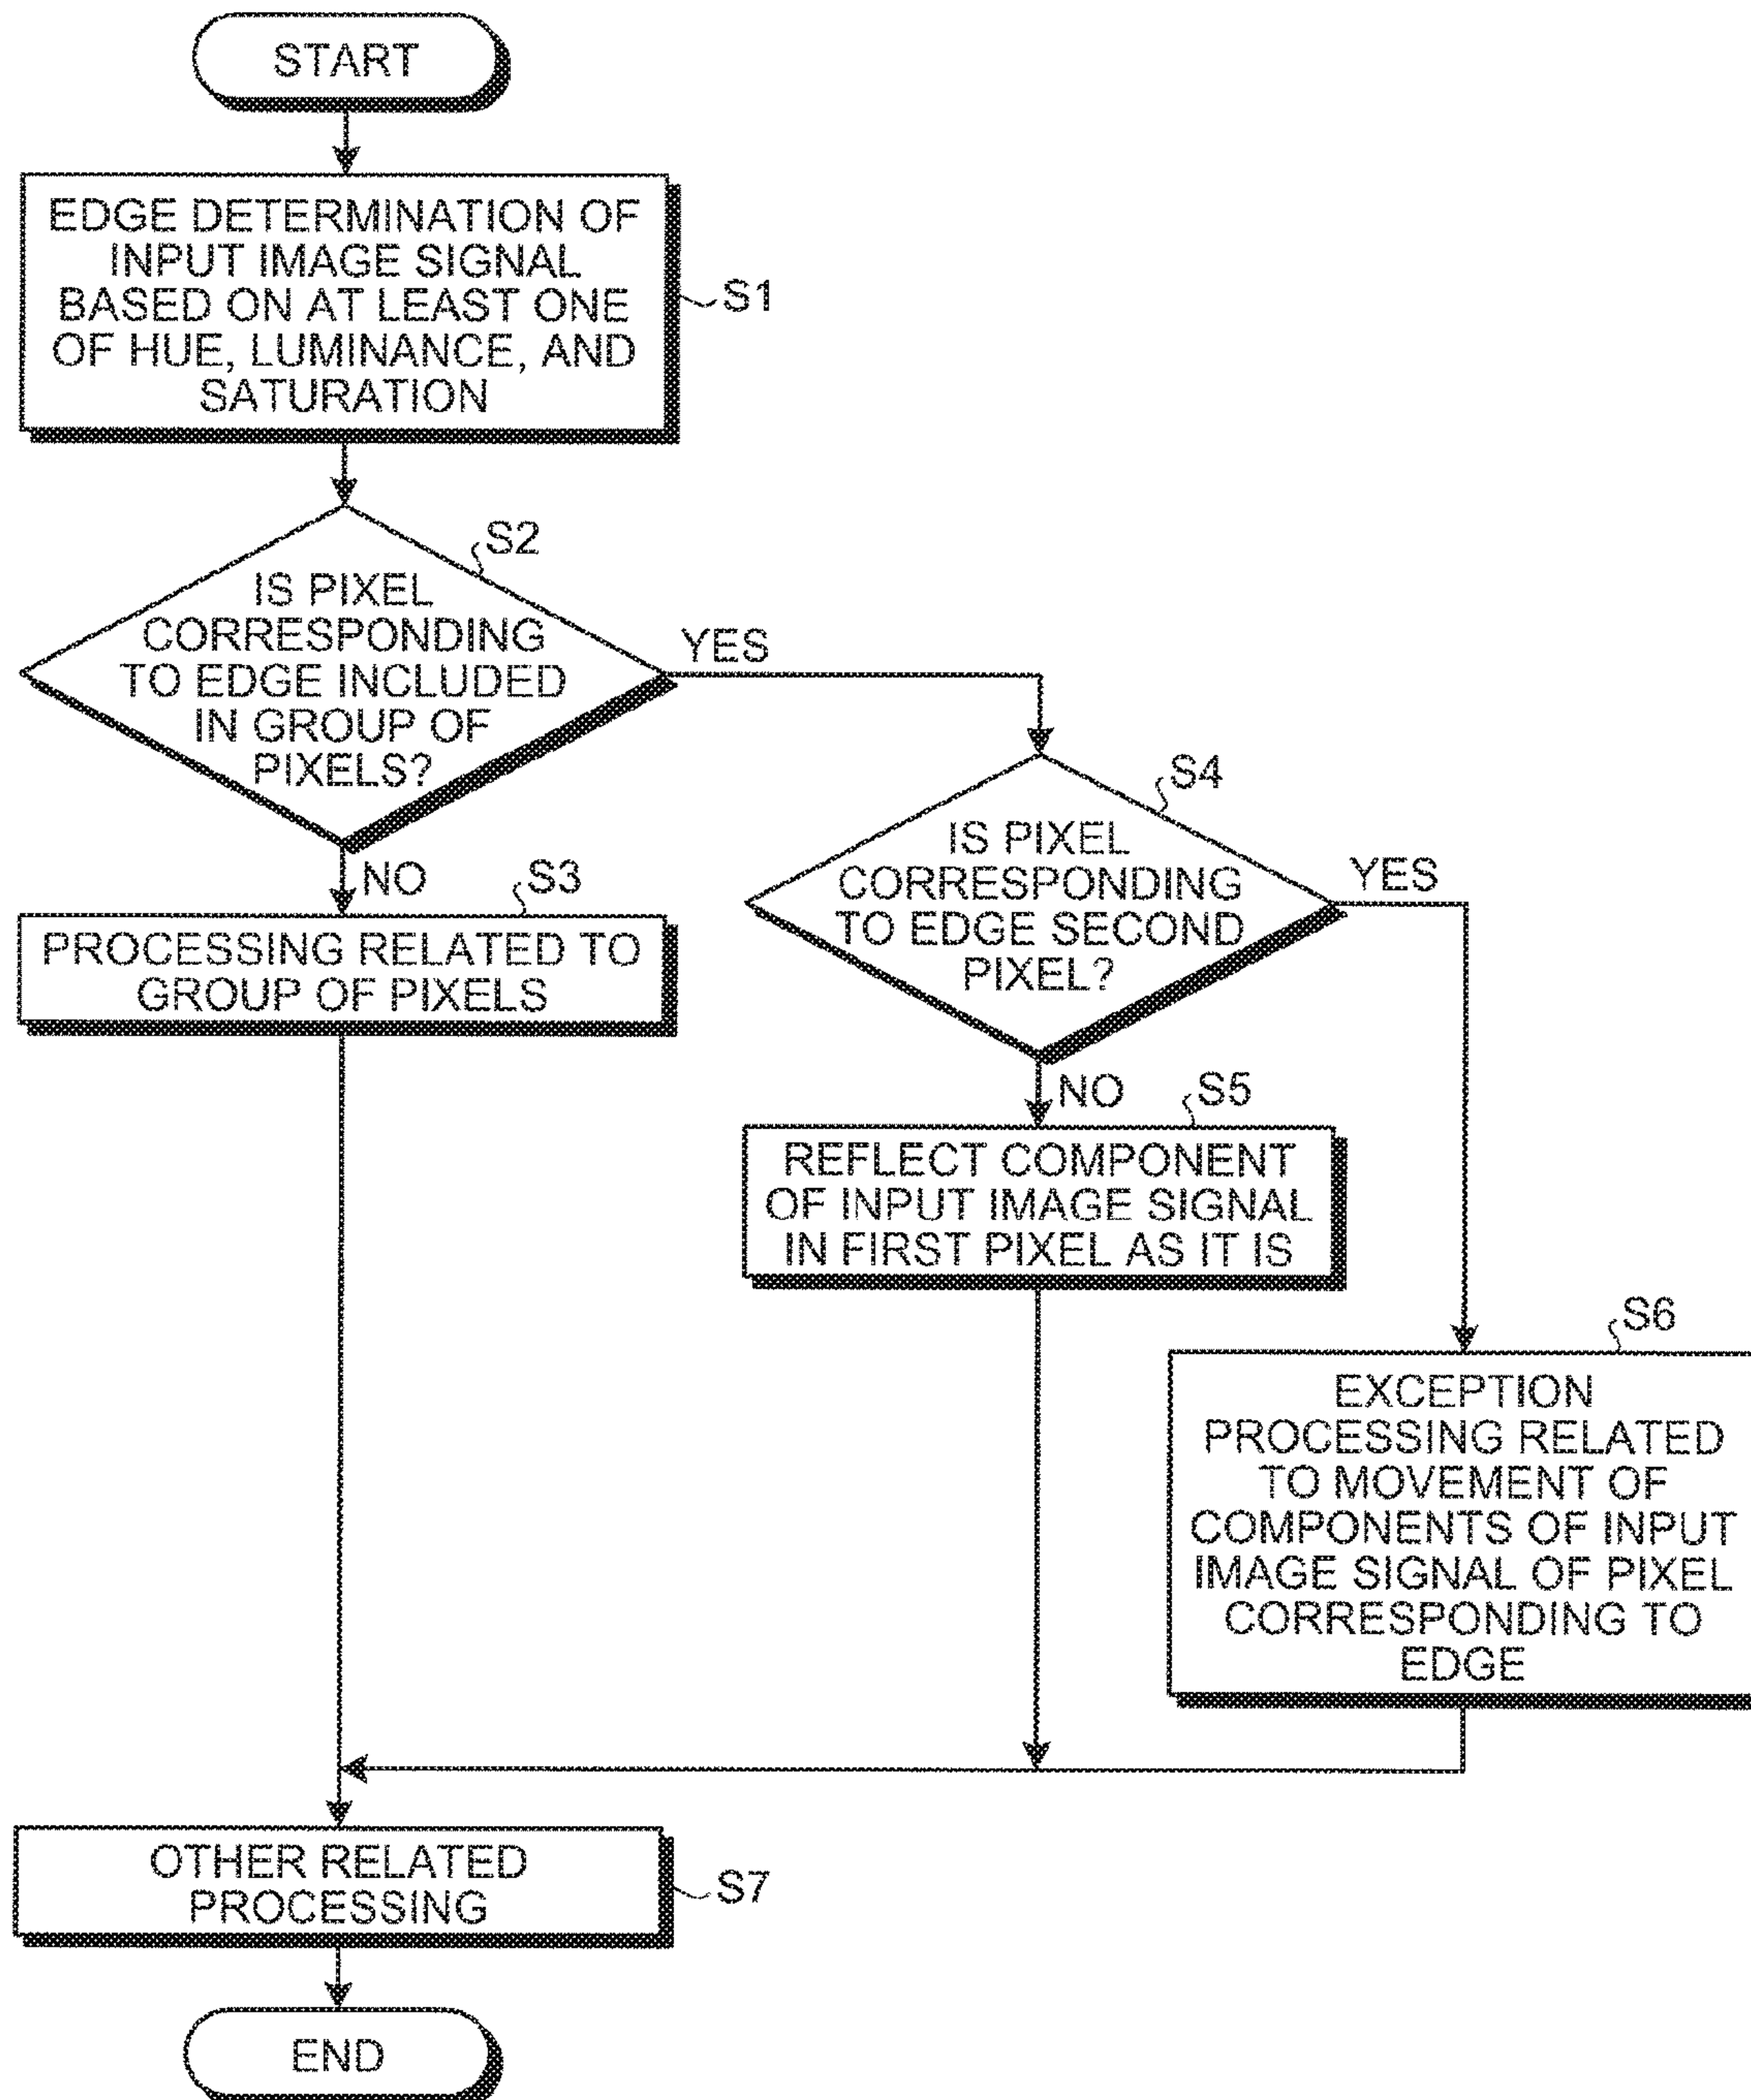 START
EDGE DETERMINATION OF
INPUT IMAGE SIGNAL
BASED ON AT LEAST ONE
OF HUE, LUMINANCE, AND
SATURATION
S1
S2
IS PIXEL
CORRESPONDING
TO EDGE INCLUDED
IN GROUP OF
PIXELS?
YES
NO
S3
PROCESSING RELATED TO
GROUP OF PIXELS
S4
IS PIXEL
CORRESPONDING
TO EDGE SECOND
PIXEL?
YES
NO
S5
REFLECT COMPONENT
OF INPUT IMAGE SIGNAL
IN FIRST PIXEL AS IT IS
S6
EXCEPTION
PROCESSING RELATED
TO MOVEMENT OF
COMPONENTS OF INPUT
IMAGE SIGNAL OF PIXEL
CORRESPONDING TO
EDGE
OTHER RELATED
PROCESSING
S7
END